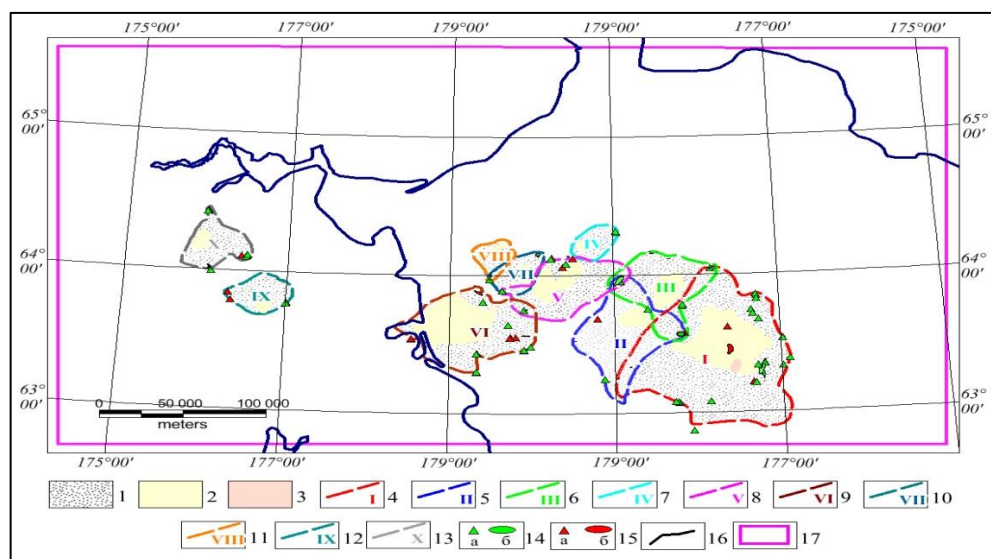 175°00' 177°00' 179°00' 179°00' 177°00' 175°00'
65° 00' 65° 00'
64° 00' 64° 00'
63° 00' 63° 00'
X IX VIII VII IV V III VI II I
0 100 000 100 000
meters
175°00' 177°00' 179°00' 179°00' 177°00'
1 2 3 I 4 II 5 III 6 IV 7 V 8 VI 9 VII 10
VIII 11 IX 12 X 13 а б 14 а б 15 16 17